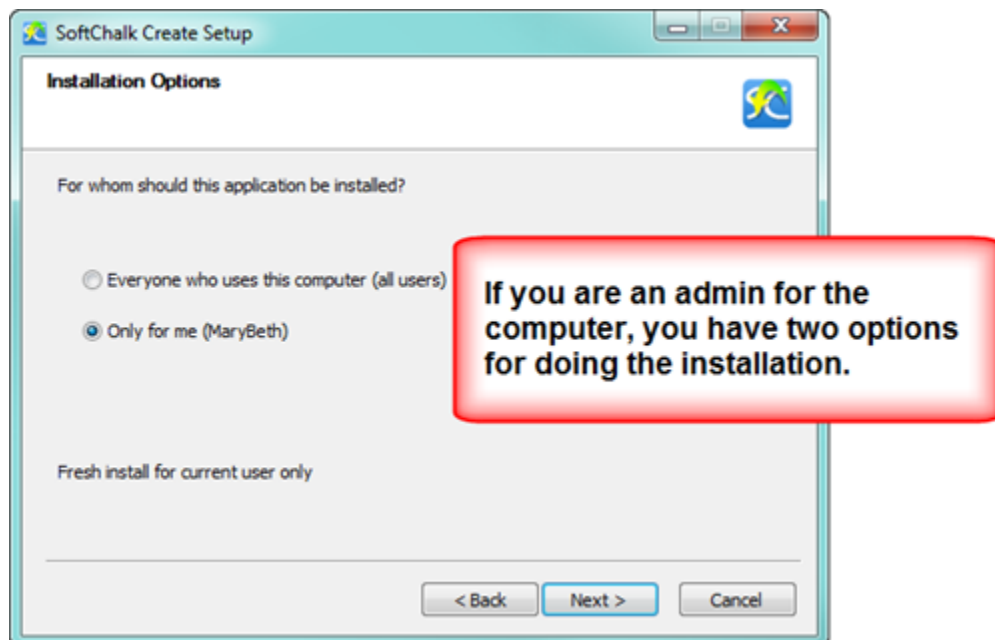 SoftChalk Create Setup
Installation Options
For whom should this application be installed?
Everyone who uses this computer (all users)
Only for me (MaryBeth)
If you are an admin for the
computer, you have two options
for doing the installation.
Fresh install for current user only
< Back
Next >
Cancel